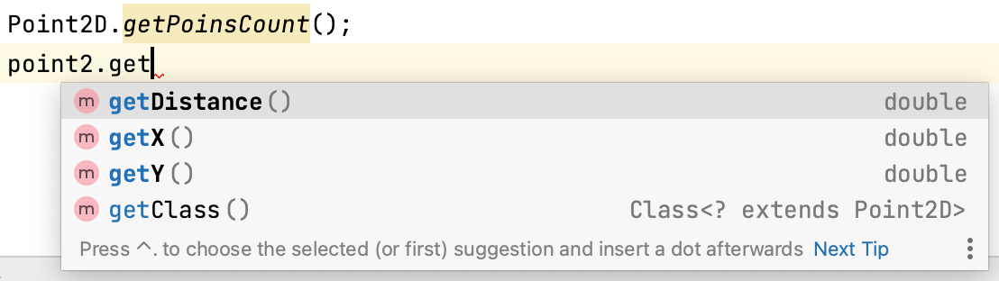 Point2D.getPoinsCount();
point2.get
m getDistance() double
m getX() double
m getY() double
m getClass() Class<? extends Point2D>
Press ^. to choose the selected (or first) suggestion and insert a dot afterwards Next Tip